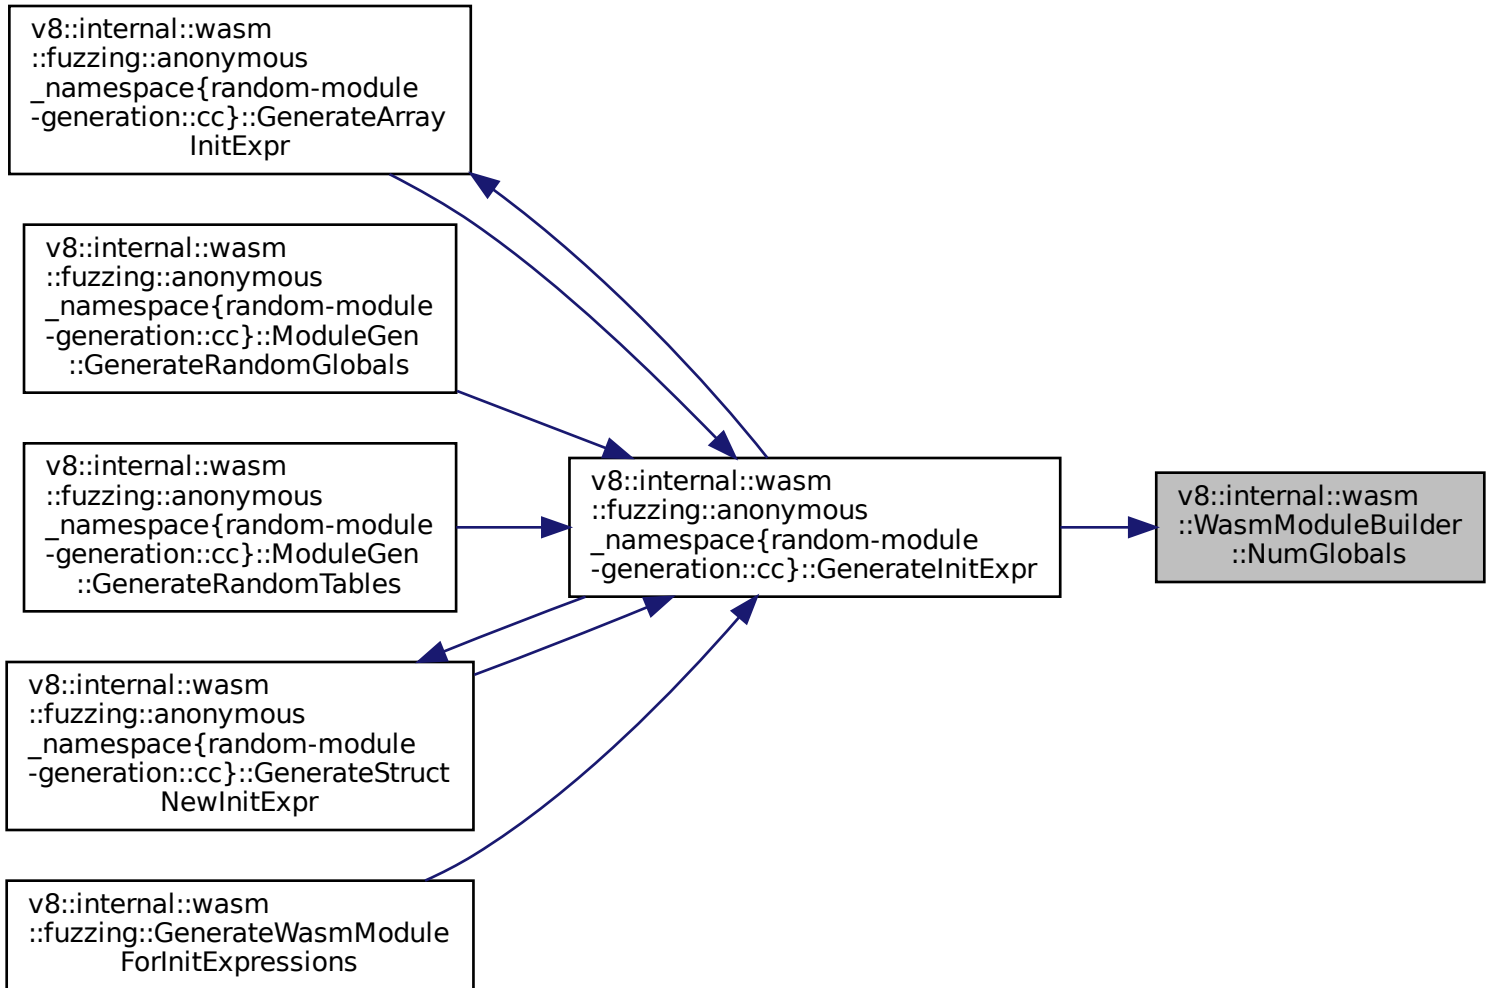 v8::internal::wasm
::fuzzing::anonymous
_namespace{random-module
-generation::cc}::GenerateArray
InitExpr
v8::internal::wasm
::fuzzing::anonymous
_namespace{random-module
-generation::cc}::ModuleGen
::GenerateRandomGlobals
v8::internal::wasm
::fuzzing::anonymous
_namespace{random-module
-generation::cc}::ModuleGen
::GenerateRandomTables
v8::internal::wasm
::fuzzing::anonymous
_namespace{random-module
-generation::cc}::GenerateStruct
NewInitExpr
v8::internal::wasm
::fuzzing::GenerateWasmModule
ForInitExpressions
v8::internal::wasm
::fuzzing::anonymous
_namespace{random-module
-generation::cc}::GenerateInitExpr
v8::internal::wasm
::WasmModuleBuilder
::NumGlobals